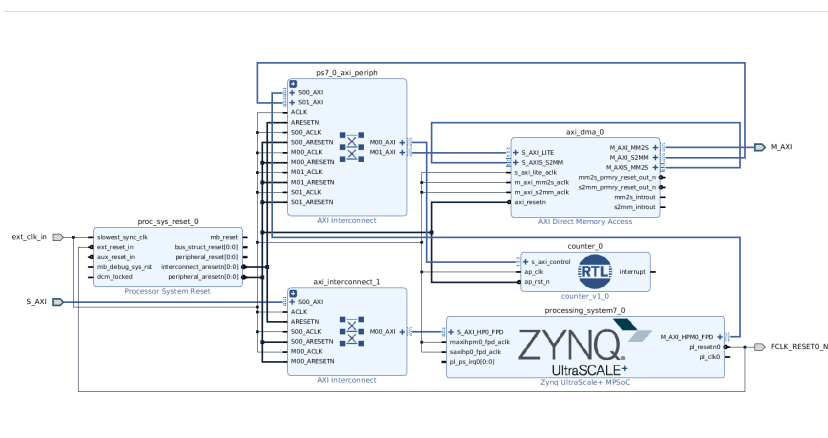 ps7_0_axi_periph
S00_AXI
S01_AXI
ACLK
ARESETN
S00_ACLK
S00_ARESETN
M00_ACLK
M00_ARESETN
M01_ACLK
M01_ARESETN
S01_ACLK
S01_ARESETN
M00_AXI
M01_AXI
AXI Interconnect
axi_dma_0
S_AXI_LITE
S_AXIS_S2MM
s_axi_lite_aclk
m_axi_mm2s_aclk
m_axi_s2mm_aclk
axi_resetn
M_AXI_MM2S
M_AXI_S2MM
M_AXIS_MM2S
mm2s_prmry_reset_out_n
s2mm_prmry_reset_out_n
mm2s_introut
s2mm_introut
AXI Direct Memory Access
M_AXI
ext_clk_in
proc_sys_reset_0
slowest_sync_clk
ext_reset_in
aux_reset_in
mb_debug_sys_rst
dcm_locked
mb_reset
bus_struct_reset[0:0]
peripheral_reset[0:0]
interconnect_aresetn[0:0]
peripheral_aresetn[0:0]
Processor System Reset
counter_0
s_axi_control
ap_clk
ap_rst_n
RTL
interrupt
counter_v1_0
S_AXI
axi_interconnect_1
S00_AXI
ACLK
ARESETN
S00_ACLK
S00_ARESETN
M00_ACLK
M00_ARESETN
M00_AXI
AXI Interconnect
processing_system7_0
S_AXI_HP0_FPD
maxihpm0_fpd_aclk
saxihp0_fpd_aclk
pl_ps_irq0[0:0]
ZYNQ
UltraSCALE+
M_AXI_HPM0_FPD
pl_resetn0
pl_clk0
Zynq UltraScale+ MPSoC
FCLK_RESET0_N